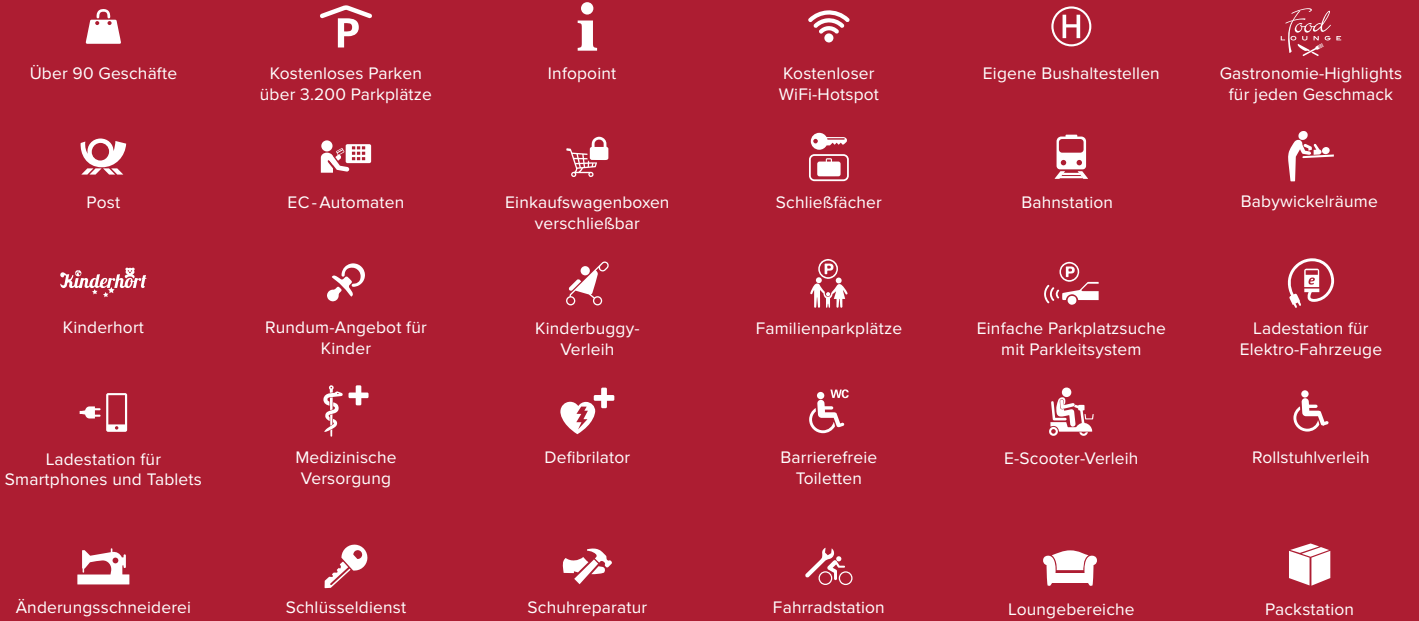 P
i
H
Food
LOUNGE
Über 90 Geschäfte
Kostenloses Parken
über 3.200 Parkplätze
Infopoint
Kostenloser
WiFi-Hotspot
Eigene Bushaltestellen
Gastronomie-Highlights
für jeden Geschmack
Post
EC-Automaten
Einkaufswagenboxen
verschließbar
Schließfächer
Bahnstation
Babywickelräume
Kinderhort
P
P
e
Kinderhort
Rundum-Angebot für
Kinder
Kinderbuggy-
Verleih
Familienparkplätze
Einfache Parkplatzsuche
mit Parkleitsystem
Ladestation für
Elektro-Fahrzeuge
WC
Ladestation für
Smartphones und Tablets
Medizinische
Versorgung
Defibrilator
Barrierefreie
Toiletten
E-Scooter-Verleih
Rollstuhlverleih
Änderungsschneiderei
Schlüsseldienst
Schuhreparatur
Fahrradstation
Loungebereiche
Packstation